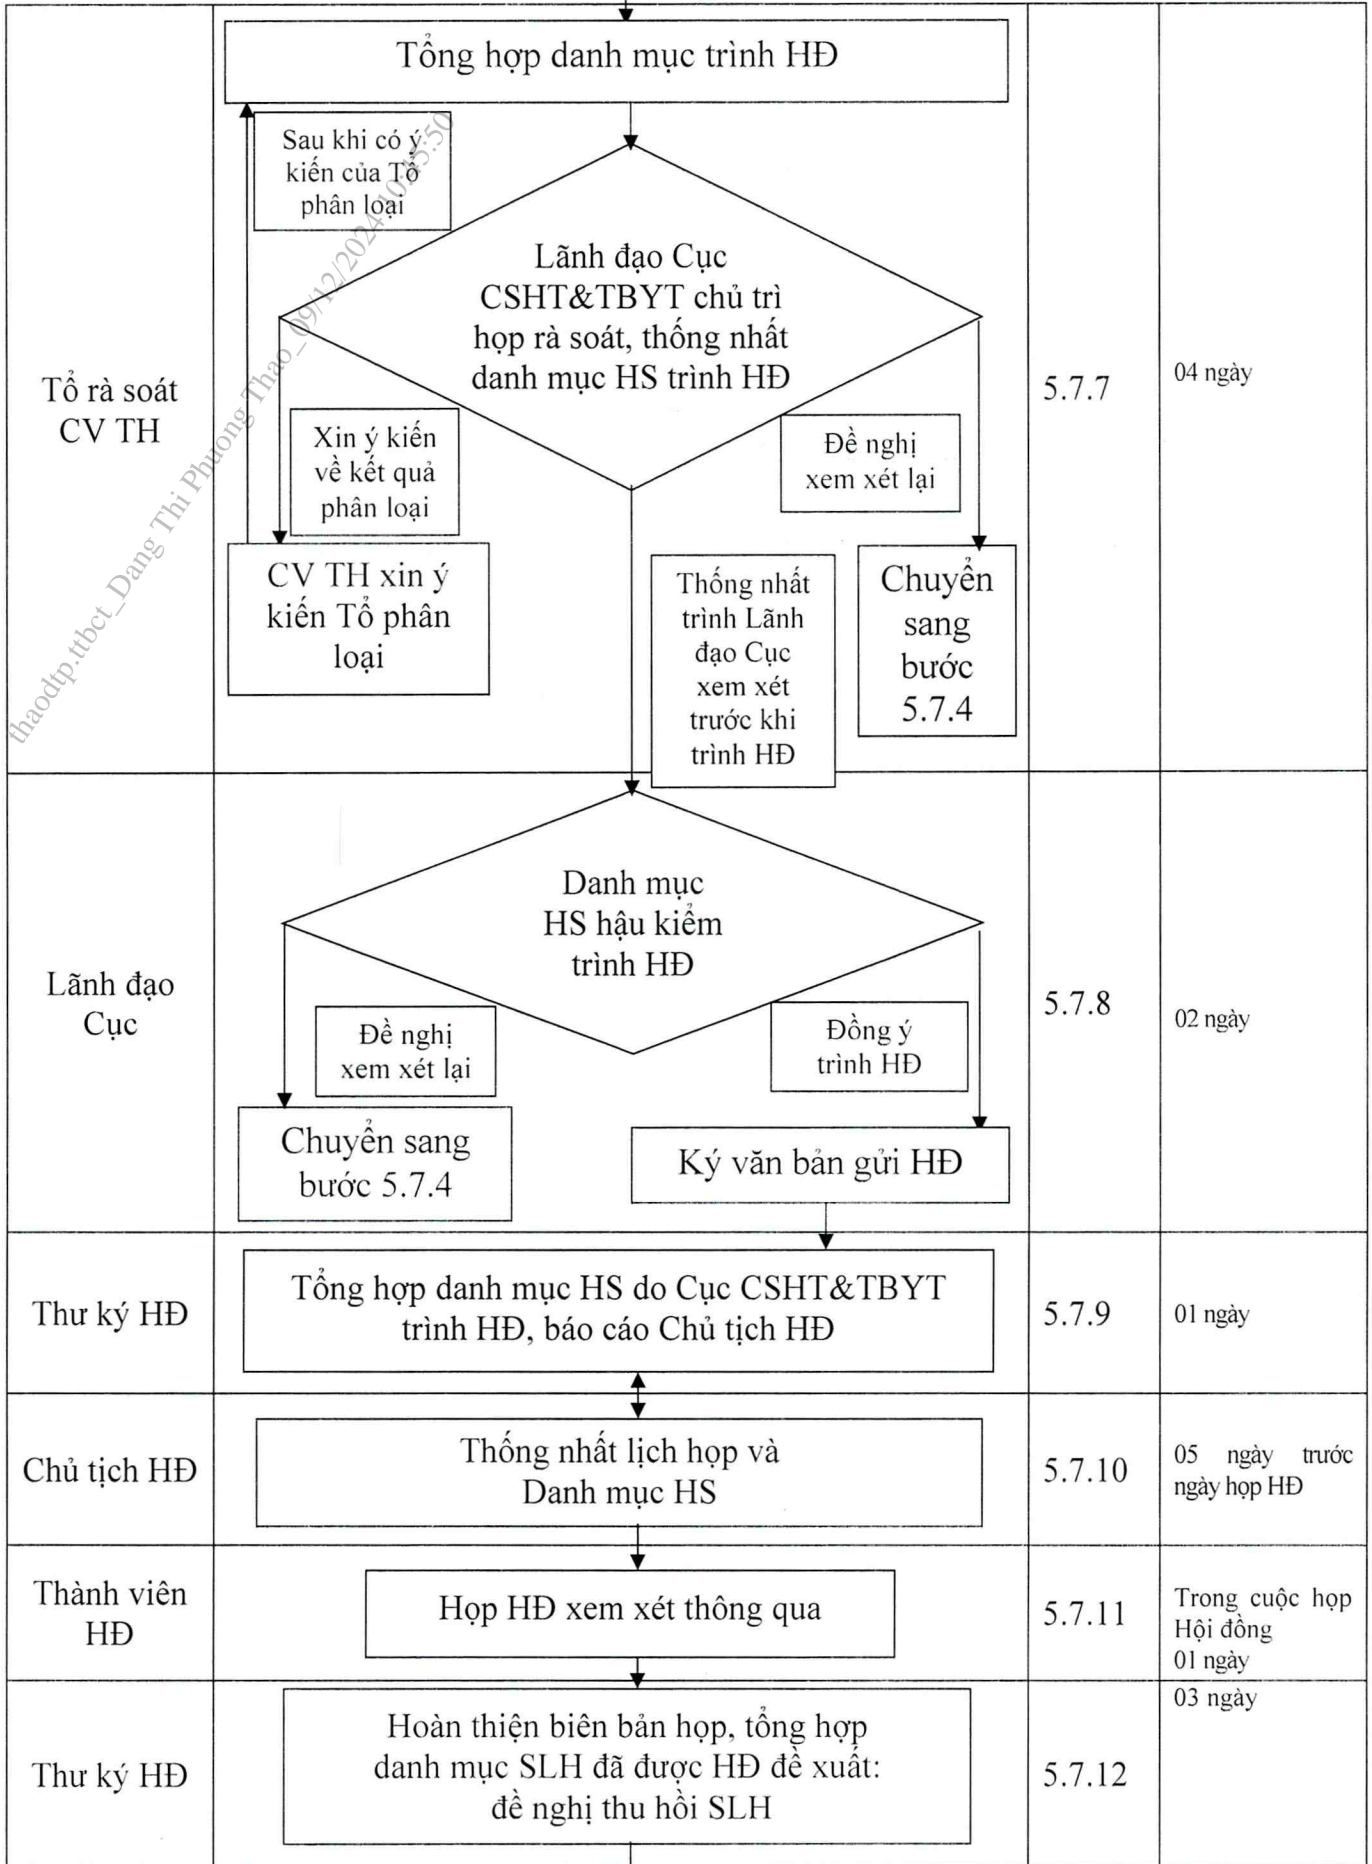 Tổng hợp danh mục trình HĐ
Sau khi có ý
kiến của Tổ
phân loại
Lãnh đạo Cục
CSHT&TBYT chủ trì
họp rà soát, thống nhất
danh mục HS trình HĐ
Tổ rà soát
CV TH
5.7.7
04 ngày
Xin ý kiến
về kết quả
phân loại
Đề nghị
xem xét lại
CV TH xin ý
kiến Tổ phân
loại
Thống nhất
trình Lãnh
đạo Cục
xem xét
trước khi
trình HĐ
Chuyển
sang
bước
5.7.4
thaodtp.ttbct_Dang Thi Phuong Thao_09/12/2024 10:45:50
Lãnh đạo
Cục
Danh mục
HS hậu kiểm
trình HĐ
5.7.8
02 ngày
Đề nghị
xem xét lại
Đồng ý
trình HĐ
Chuyển sang
bước 5.7.4
Ký văn bản gửi HĐ
Thư ký HĐ
Tổng hợp danh mục HS do Cục CSHT&TBYT
trình HĐ, báo cáo Chủ tịch HĐ
5.7.9
01 ngày
Chủ tịch HĐ
Thống nhất lịch họp và
Danh mục HS
5.7.10
05 ngày trước
ngày họp HĐ
Thành viên
HĐ
Họp HĐ xem xét thông qua
5.7.11
Trong cuộc họp
Hội đồng
01 ngày
Thư ký HĐ
Hoàn thiện biên bản họp, tổng hợp
danh mục SLH đã được HĐ đề xuất:
đề nghị thu hồi SLH
5.7.12
03 ngày